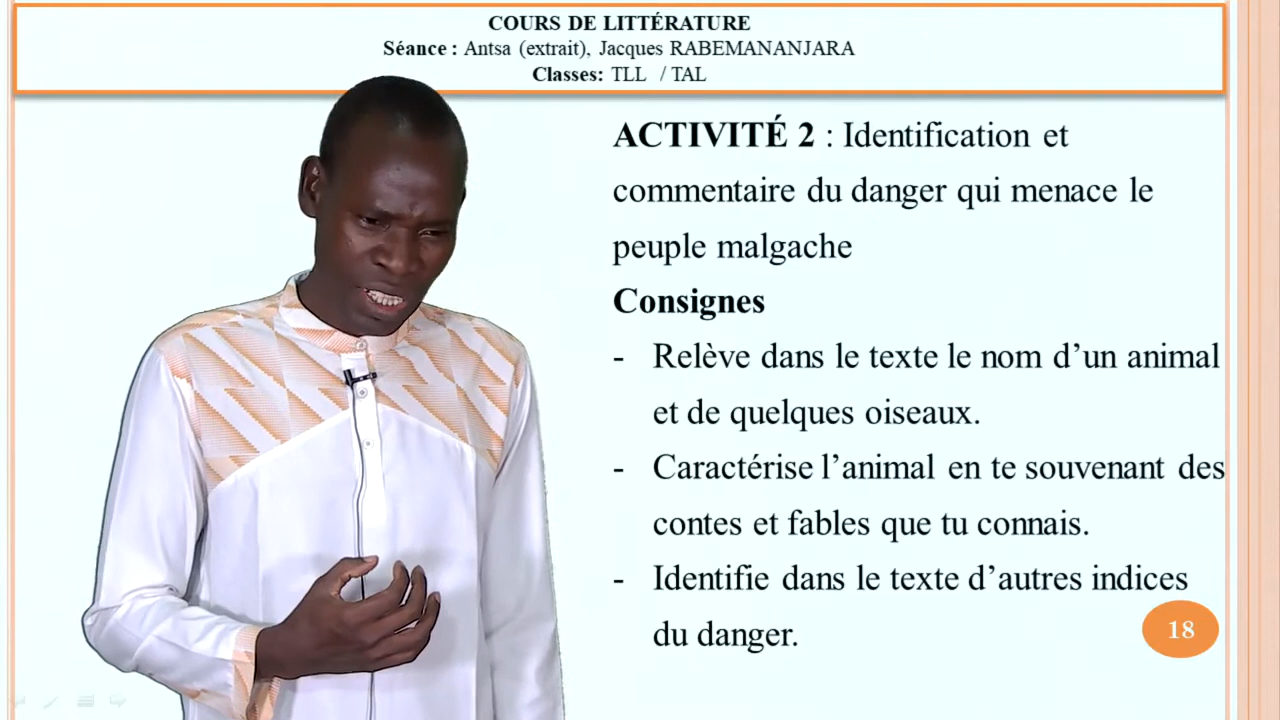 COURS DE LITTÉRATURE
Séance : Antsa (extrait), Jacques RABEMANANJARA
Classes: TLL / TAL
ACTIVITÉ 2 : Identification et
commentaire du danger qui menace le
peuple malgache
Consignes
- Relève dans le texte le nom d’un animal
et de quelques oiseaux.
- Caractérise l’animal en te souvenant des
contes et fables que tu connais.
- Identifie dans le texte d’autres indices
du danger.
18